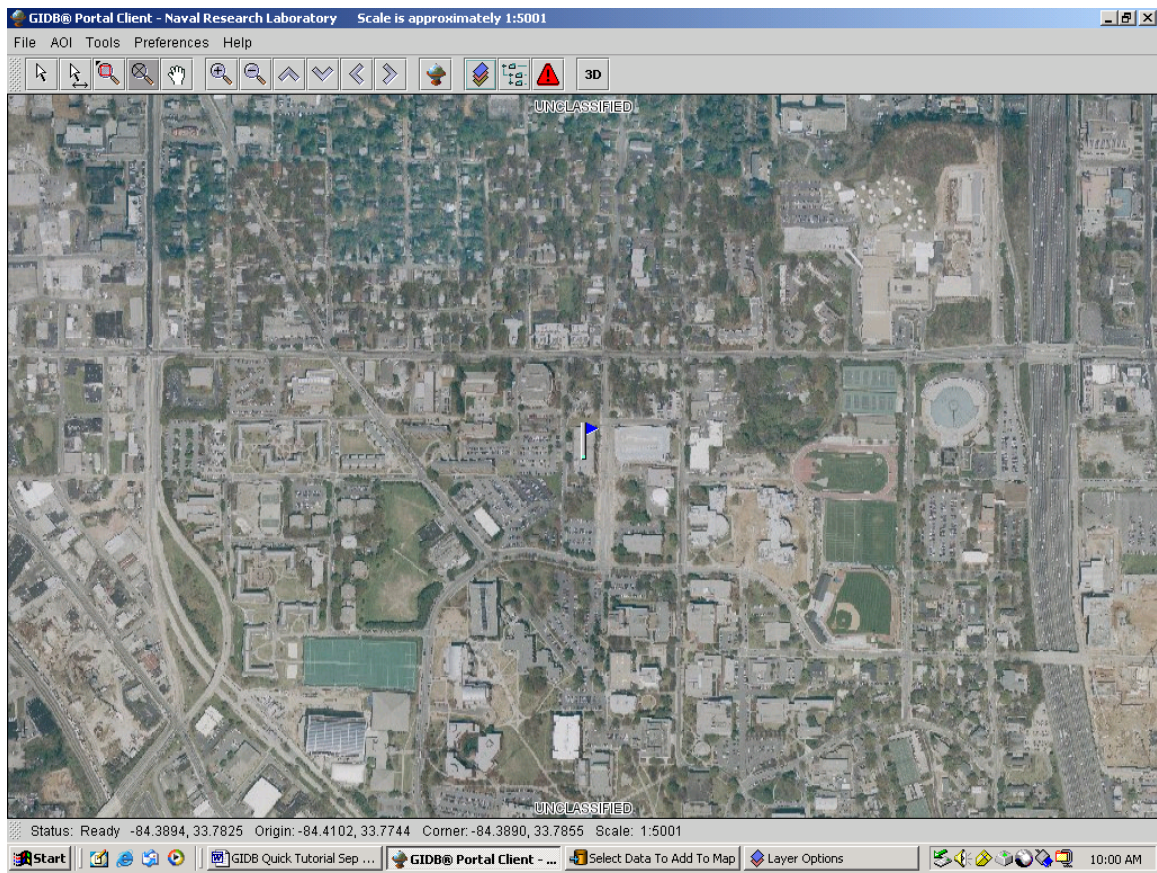 GIDB® Portal Client - Naval Research Laboratory Scale is approximately 1:5001
File AOI Tools Preferences Help
3D
UNCLASSIFIED
UNCLASSIFIED
Status: Ready -84.3894, 33.7825 Origin: -84.4102, 33.7744 Corner: -84.3890, 33.7855 Scale: 1:5001
Start GIDB Quick Tutorial Sep ... GIDB® Portal Client - ... Select Data To Add To Map Layer Options 10:00 AM